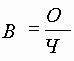 В = О
Ч